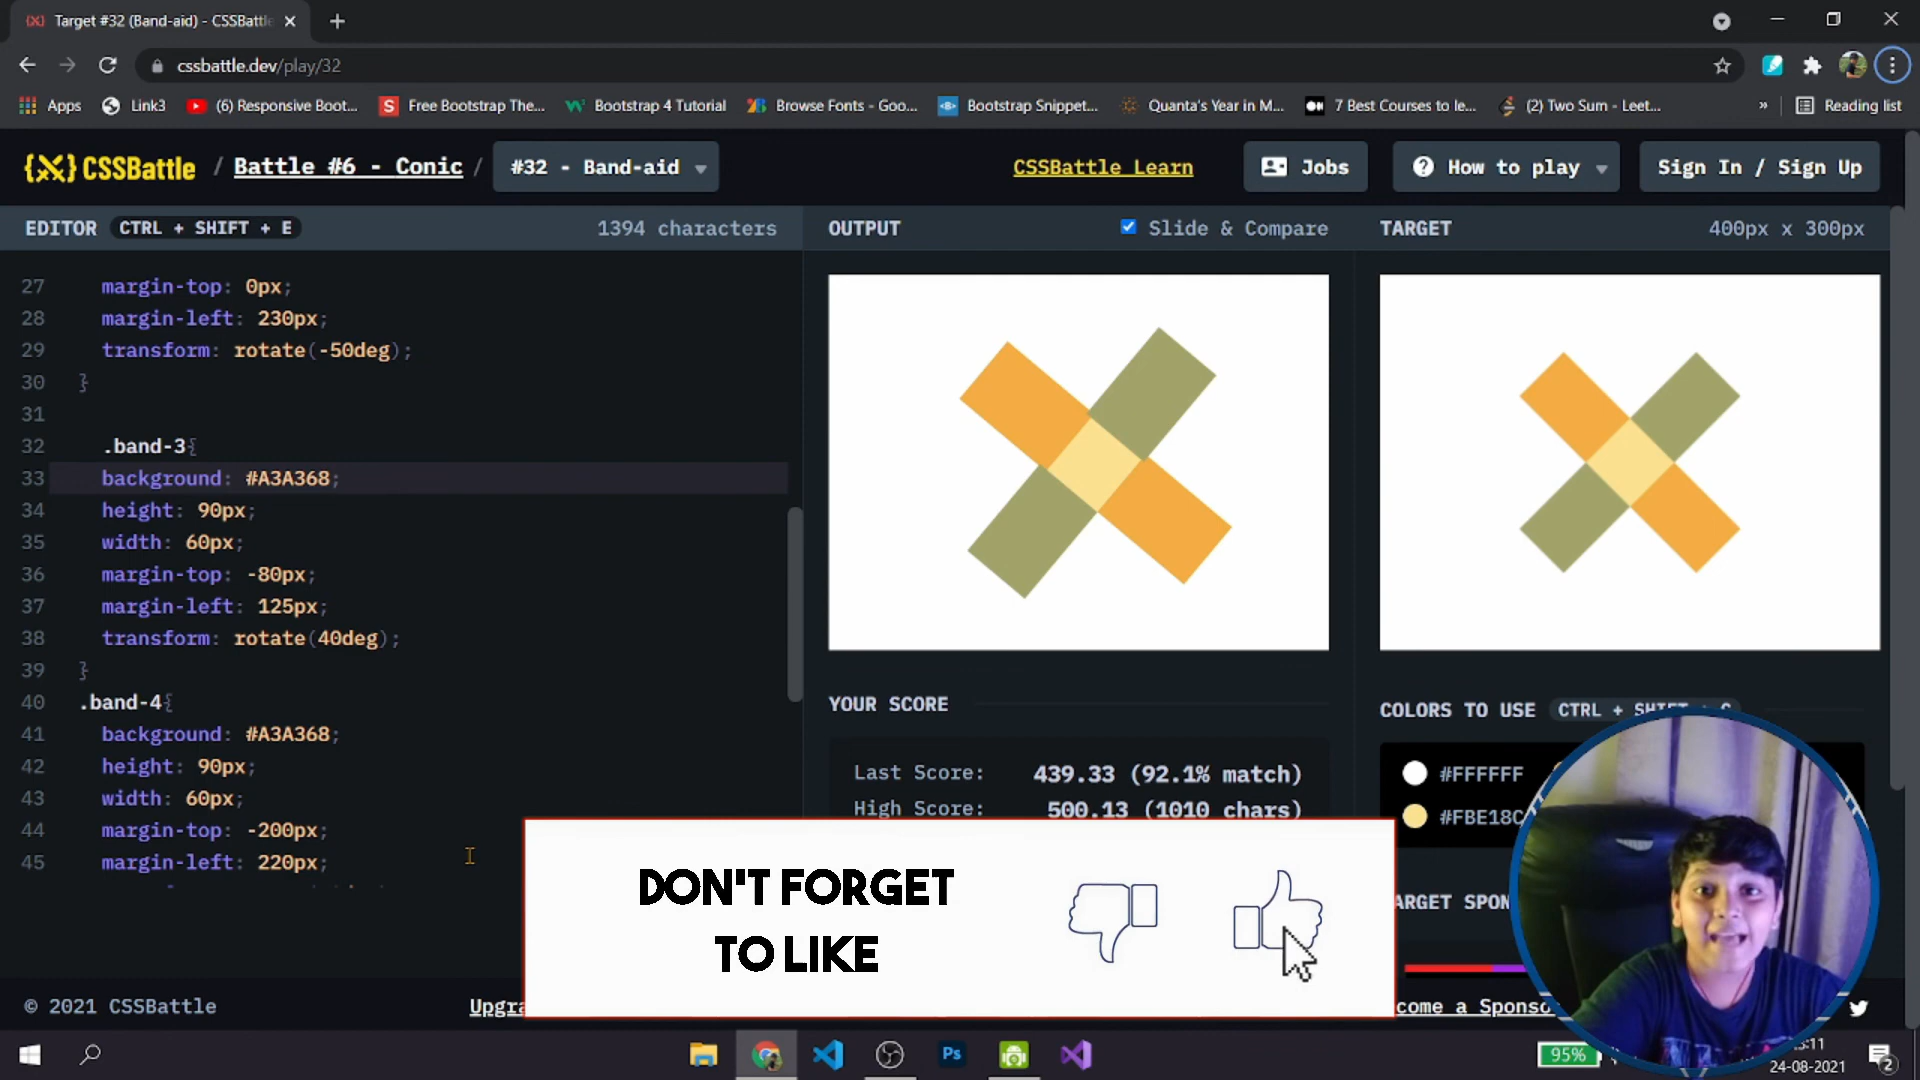 Target #32 (Band-aid) - CSSBattle
cssbattle.dev/play/32
Apps
Link3
(6) Responsive Boot...
Free Bootstrap The...
Bootstrap 4 Tutorial
Browse Fonts - Goo...
Bootstrap Snippet...
Quanta's Year in M...
7 Best Courses to le...
(2) Two Sum - Leet...
»
Reading list
{X} CSSBattle / Battle #6 - Conic / #32 - Band-aid
CSSBattle Learn
Jobs
How to play
Sign In / Sign Up
EDITOR CTRL + SHIFT + E 1394 characters
27 margin-top: 0px;
28 margin-left: 230px;
29 transform: rotate(-50deg);
30 }
31
32 .band-3{
33 background: #A3A368;
34 height: 90px;
35 width: 60px;
36 margin-top: -80px;
37 margin-left: 125px;
38 transform: rotate(40deg);
39 }
40 .band-4{
41 background: #A3A368;
42 height: 90px;
43 width: 60px;
44 margin-top: -200px;
45 margin-left: 220px;
OUTPUT Slide & Compare
TARGET 400px x 300px
YOUR SCORE
Last Score: 439.33 (92.1% match)
High Score: 500.13 (1010 chars)
COLORS TO USE CTRL + SHIFT + C
#FFFFFF
#FBE18C
DON'T FORGET
TO LIKE
© 2021 CSSBattle
Ps
95%
24-08-2021
2